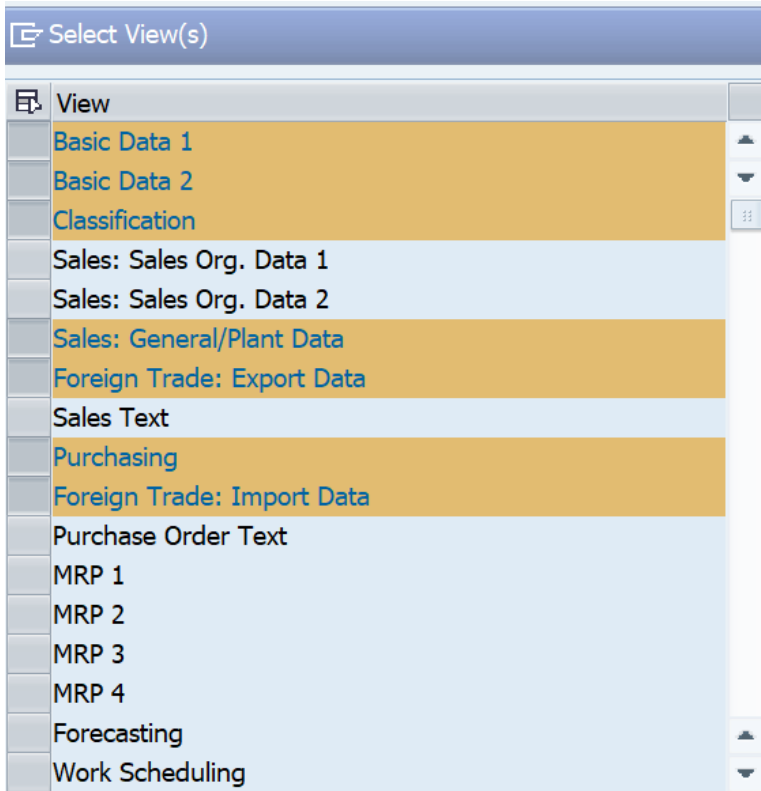 Select View(s)
View
Basic Data 1
Basic Data 2
Classification
Sales: Sales Org. Data 1
Sales: Sales Org. Data 2
Sales: General/Plant Data
Foreign Trade: Export Data
Sales Text
Purchasing
Foreign Trade: Import Data
Purchase Order Text
MRP 1
MRP 2
MRP 3
MRP 4
Forecasting
Work Scheduling